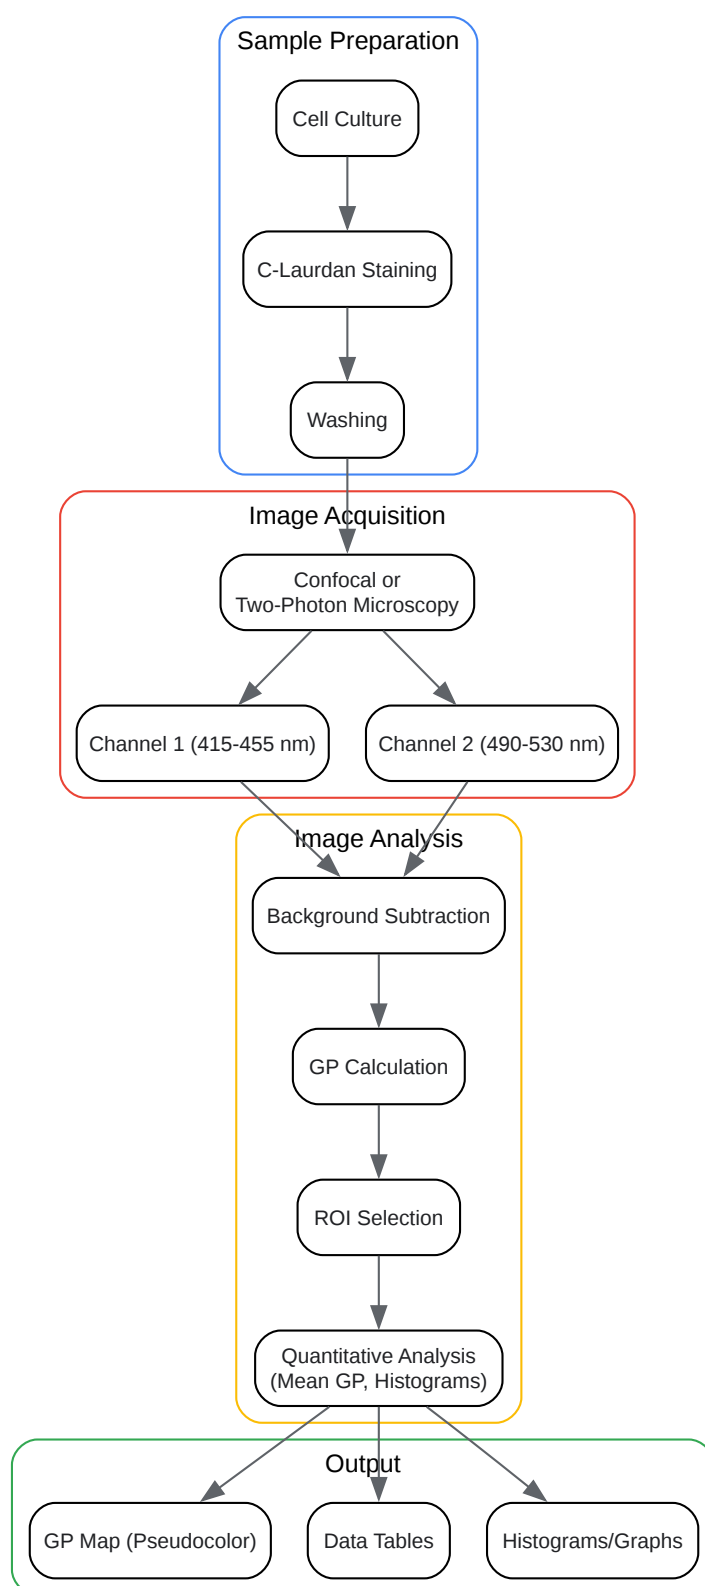 Sample Preparation
Cell Culture
C-Laurdan Staining
Washing
Image Acquisition
Confocal or
Two-Photon Microscopy
Channel 1 (415-455 nm)
Channel 2 (490-530 nm)
Image Analysis
Background Subtraction
GP Calculation
ROI Selection
Quantitative Analysis
(Mean GP, Histograms)
Output
GP Map (Pseudocolor)
Data Tables
Histograms/Graphs